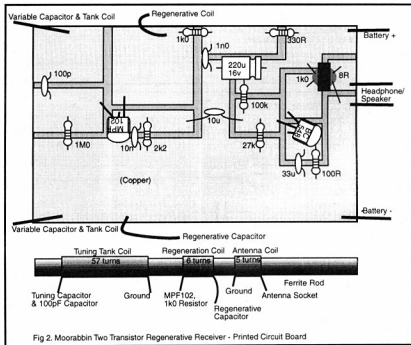 Variable Capacitor & Tank Coil
Regenerative Coil
Battery +
1k0
1n0
330R
220u
16v
1k0
8R
100p
Headphone/
Speaker
100k
MPF
102
10u
BC
1M0
10n
2k2
27k
33u
100R
(Copper)
Battery -
Variable Capacitor & Tank Coil
Regenerative Capacitor
Tuning Tank Coil
57 turns
Regeneration Coil
6 turns
Antenna Coil
5 turns
Ferrite Rod
Tuning Capacitor
& 100pF Capacitor
Ground
MPF102,
1k0 Resistor
Regenerative
Capacitor
Ground
Antenna Socket
Fig 2. Moorabbin Two Transistor Regenerative Receiver - Printed Circuit Board